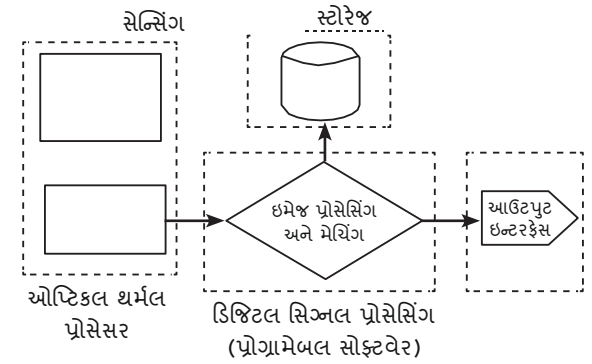 સેન્સિંગ
સ્ટોરેજ
ઇમેજ પ્રોસેસિંગ
અને મેચિંગ
આઉટપુટ
ઇન્ટરફેસ
ઓપ્ટિકલ થર્મલ
પ્રોસેસર
ડિજિટલ સિગ્નલ પ્રોસેસિંગ
(પ્રોગ્રામેબલ સોફ્ટવેર)